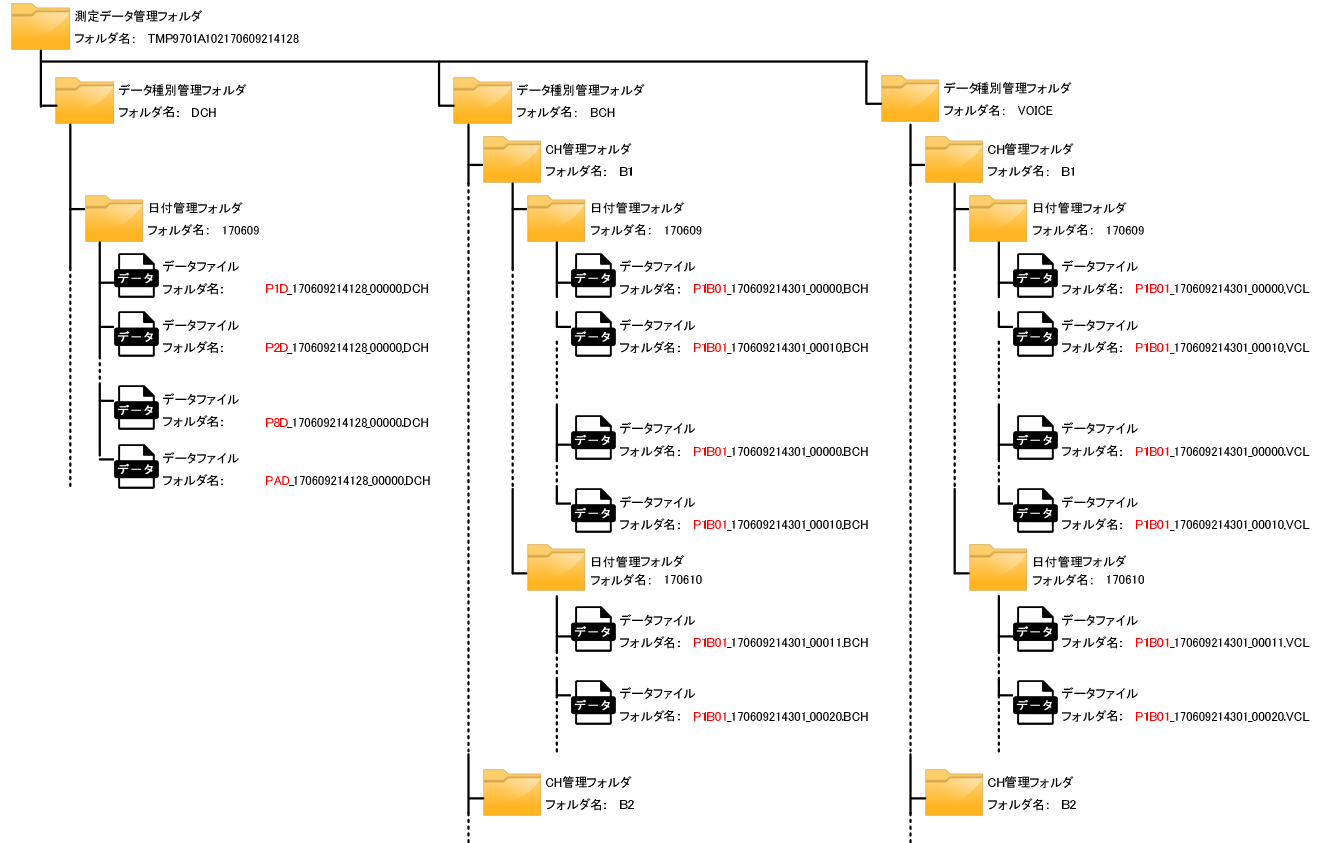 測定データ管理フォルダ
フォルダ名： TMP9701A102170609214128
データ種別管理フォルダ
フォルダ名： DCH
日付管理フォルダ
フォルダ名： 170609
データ
データファイル
フォルダ名： P1D_170609214128_00000.DCH
データ
データファイル
フォルダ名： P2D_170609214128_00000.DCH
データ
データファイル
フォルダ名： P8D_170609214128_00000.DCH
データ
データファイル
フォルダ名： PAD_170609214128_00000.DCH
データ種別管理フォルダ
フォルダ名： BCH
CH管理フォルダ
フォルダ名： B1
日付管理フォルダ
フォルダ名： 170609
データ
データファイル
フォルダ名： P1B01_170609214301_00000.BCH
データ
データファイル
フォルダ名： P1B01_170609214301_00010.BCH
データ
データファイル
フォルダ名： P1B01_170609214301_00000.BCH
データ
データファイル
フォルダ名： P1B01_170609214301_00010.BCH
日付管理フォルダ
フォルダ名： 170610
データ
データファイル
フォルダ名： P1B01_170609214301_00011.BCH
データ
データファイル
フォルダ名： P1B01_170609214301_00020.BCH
CH管理フォルダ
フォルダ名： B2
データ種別管理フォルダ
フォルダ名： VOICE
CH管理フォルダ
フォルダ名： B1
日付管理フォルダ
フォルダ名： 170609
データ
データファイル
フォルダ名： P1B01_170609214301_00000.VCL
データ
データファイル
フォルダ名： P1B01_170609214301_00010.VCL
データ
データファイル
フォルダ名： P1B01_170609214301_00000.VCL
データ
データファイル
フォルダ名： P1B01_170609214301_00010.VCL
日付管理フォルダ
フォルダ名： 170610
データ
データファイル
フォルダ名： P1B01_170609214301_00011.VCL
データ
データファイル
フォルダ名： P1B01_170609214301_00020.VCL
CH管理フォルダ
フォルダ名： B2